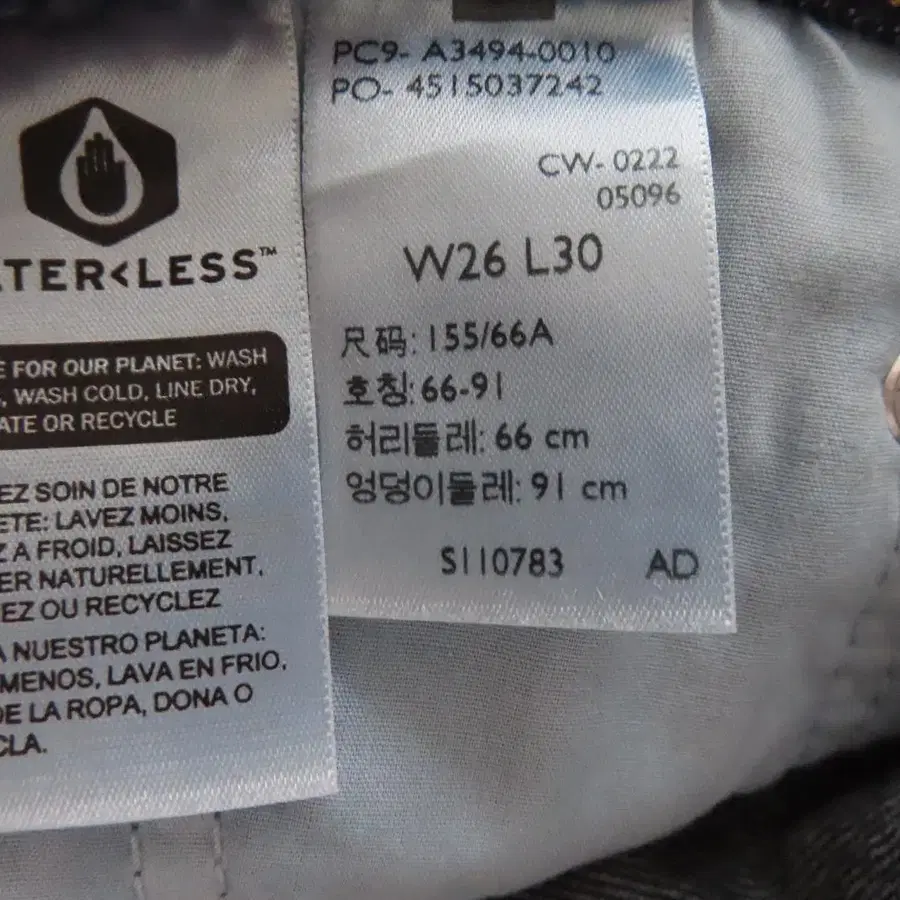 TER<LESS™
E FOR OUR PLANET: WASH
, WASH COLD, LINE DRY,
ATE OR RECYCLE
EZ SOIN DE NOTRE
ETE: LAVEZ MOINS,
Z A FROID, LAISSEZ
ER NATURELLEMENT,
EZ OU RECYCLEZ
A NUESTRO PLANETA:
MENOS, LAVA EN FRIO,
DE LA ROPA, DONA O
CLA.
PC9- A3494-0010
PO- 4515037242
CW- 0222
05096
W26 L30
尺码: 155/66A
호칭: 66-91
허리둘레: 66 cm
엉덩이둘레: 91 cm
S110783 AD